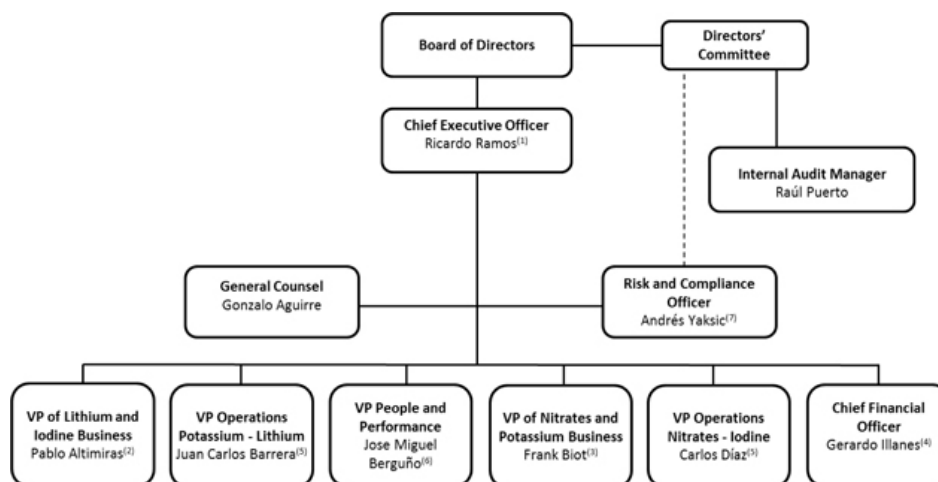 Board of Directors
Directors'
Committee
Chief Executive Officer
Ricardo Ramos(1)
Internal Audit Manager
Raúl Puerto
General Counsel
Gonzalo Aguirre
Risk and Compliance
Officer
Andrés Yaksic(7)
VP of Lithium and
Iodine Business
Pablo Altimiras(2)
VP Operations
Potassium - Lithium
Juan Carlos Barrera(5)
VP People and
Performance
Jose Miguel
Berguño(6)
VP of Nitrates and
Potassium Business
Frank Biot(3)
VP Operations
Nitrates - Iodine
Carlos Díaz(5)
Chief Financial
Officer
Gerardo Illanes(4)